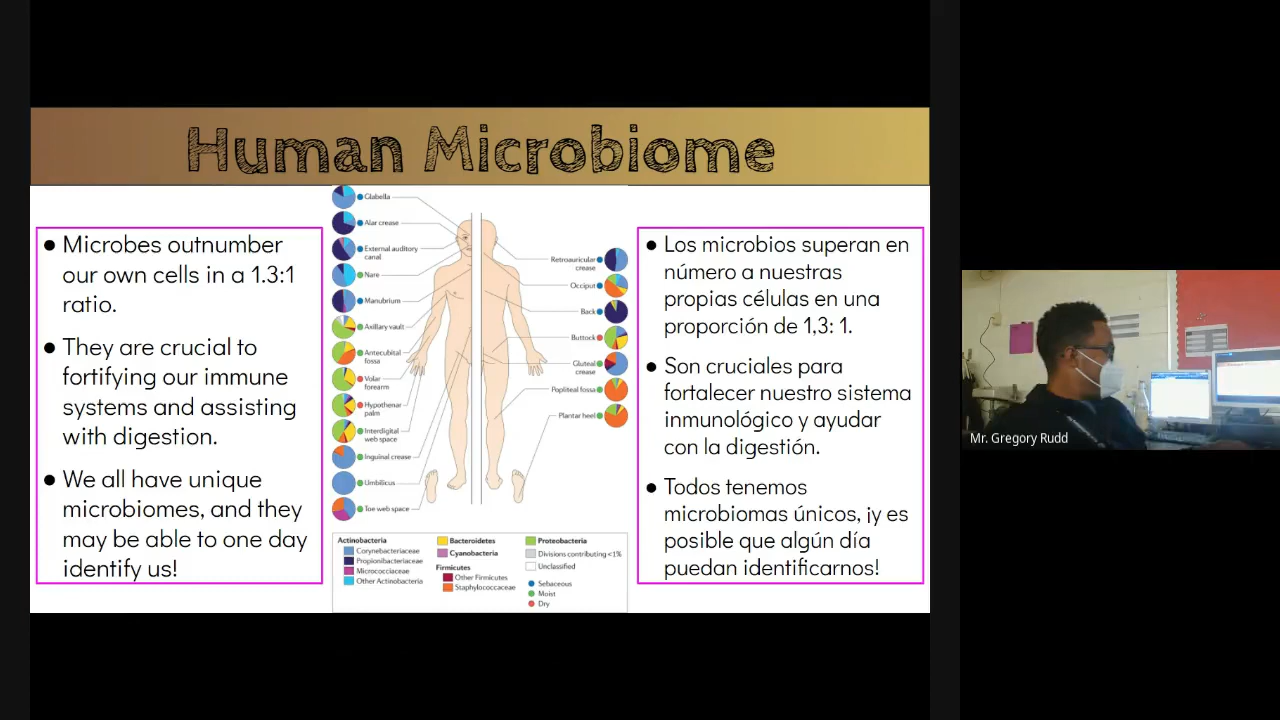 Human Microbiome
● Microbes outnumber
our own cells in a 1.3:1
ratio.
● They are crucial to
fortifying our immune
systems and assisting
with digestion.
● We all have unique
microbiomes, and they
may be able to one day
identify us!
Glabella
Alar crease
External auditory
canal
Nare
Manubrium
Axillary vault
Antecubital
fossa
Volar
forearm
Hypothenar
palm
Interdigital
web space
Inguinal crease
Umbilicus
Toe web space
Retroauricular
crease
Occiput
Back
Buttock
Gluteal
crease
Popliteal fossa
Plantar heel
Actinobacteria
Corynebacteriaceae
Propionibacteriaceae
Micrococciaceae
Other Actinobacteria
Bacteroidetes
Cyanobacteria
Firmicutes
Other Firmicutes
Staphylococcaceae
Proteobacteria
Divisions contributing <1%
Unclassified
Sebaceous
Moist
Dry
● Los microbios superan en
número a nuestras
propias células en una
proporción de 1,3:1.
● Son cruciales para
fortalecer nuestro sistema
inmunológico y ayudar
con la digestión.
● Todos tenemos
microbiomas únicos, ¡y es
posible que algún día
puedan identificarnos!
Mr. Gregory Rudd